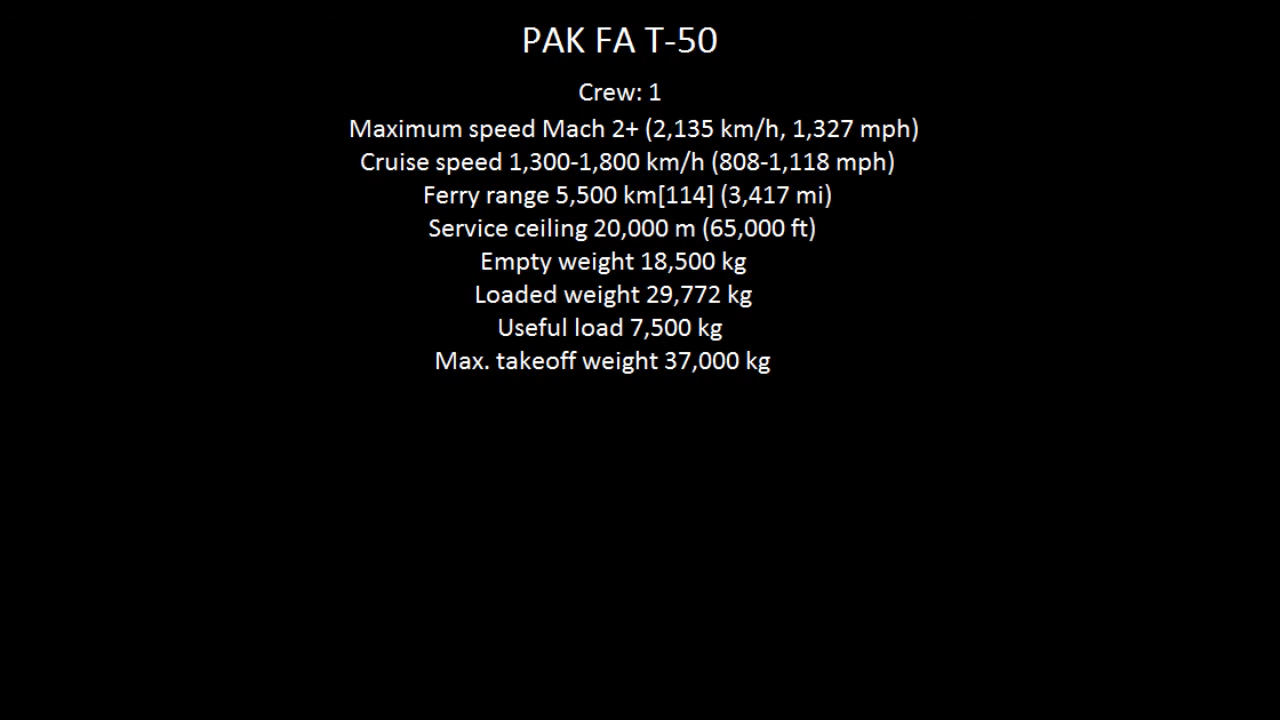 PAK FA T-50
Crew: 1
Maximum speed Mach 2+ (2,135 km/h, 1,327 mph)
Cruise speed 1,300-1,800 km/h (808-1,118 mph)
Ferry range 5,500 km[114] (3,417 mi)
Service ceiling 20,000 m (65,000 ft)
Empty weight 18,500 kg
Loaded weight 29,772 kg
Useful load 7,500 kg
Max. takeoff weight 37,000 kg